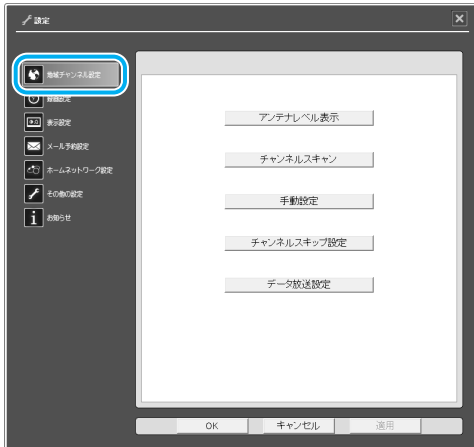 設定
地域チャンネル設定
録画設定
表示設定
メール予約設定
ホームネットワーク設定
その他の設定
お知らせ
アンテナレベル表示
チャンネルスキャン
手動設定
チャンネルスキップ設定
データ放送設定
OK
キャンセル
適用